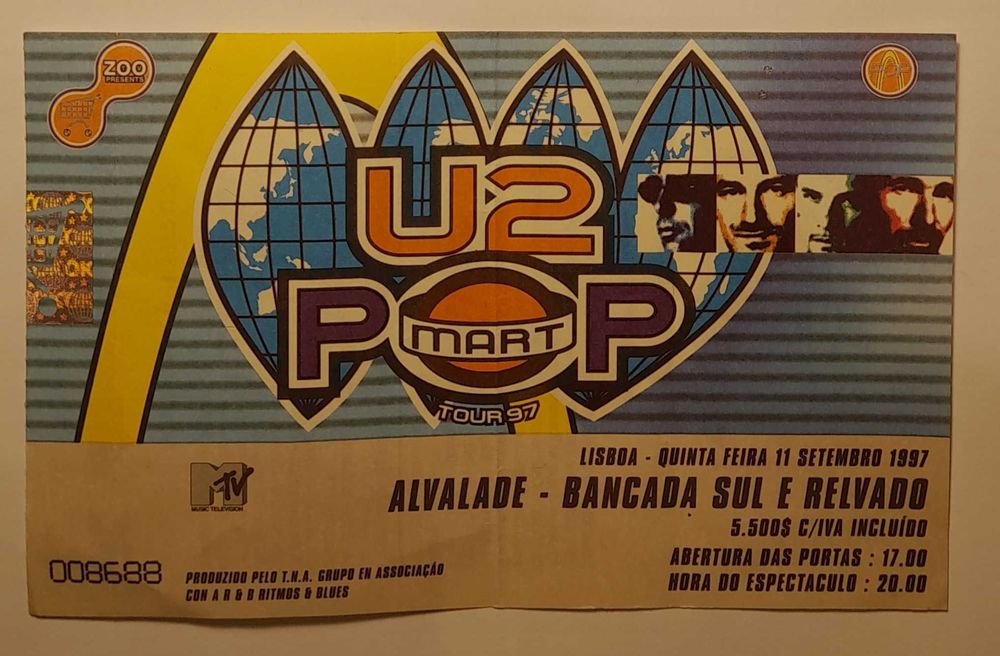 ZOO
PRESENTS
U2
POP
MART
TOUR 97
LISBOA - QUINTA FEIRA 11 SETEMBRO 1997
ALVALADE - BANCADA SUL E RELVADO
5.500$ C/IVA INCLUÍDO
ABERTURA DAS PORTAS : 17.00
HORA DO ESPECTACULO : 20.00
MTV
MUSIC TELEVISION
008688
PRODUZIDO PELO T.N.A. GRUPO EN ASSOCIAÇÃO
CON A R & B RITMOS & BLUES